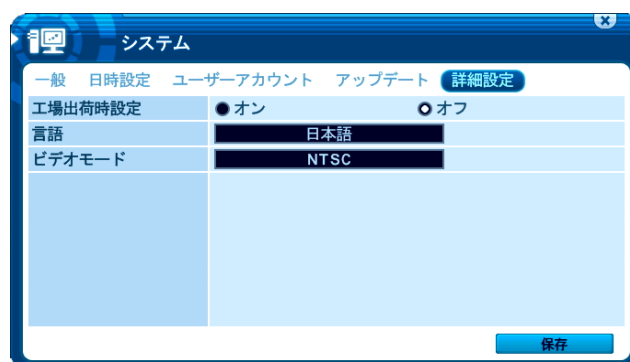 システム
一般 日時設定 ユーザーアカウント アップデート 詳細設定
工場出荷時設定 オン オフ
言語 日本語
ビデオモード NTSC
保存